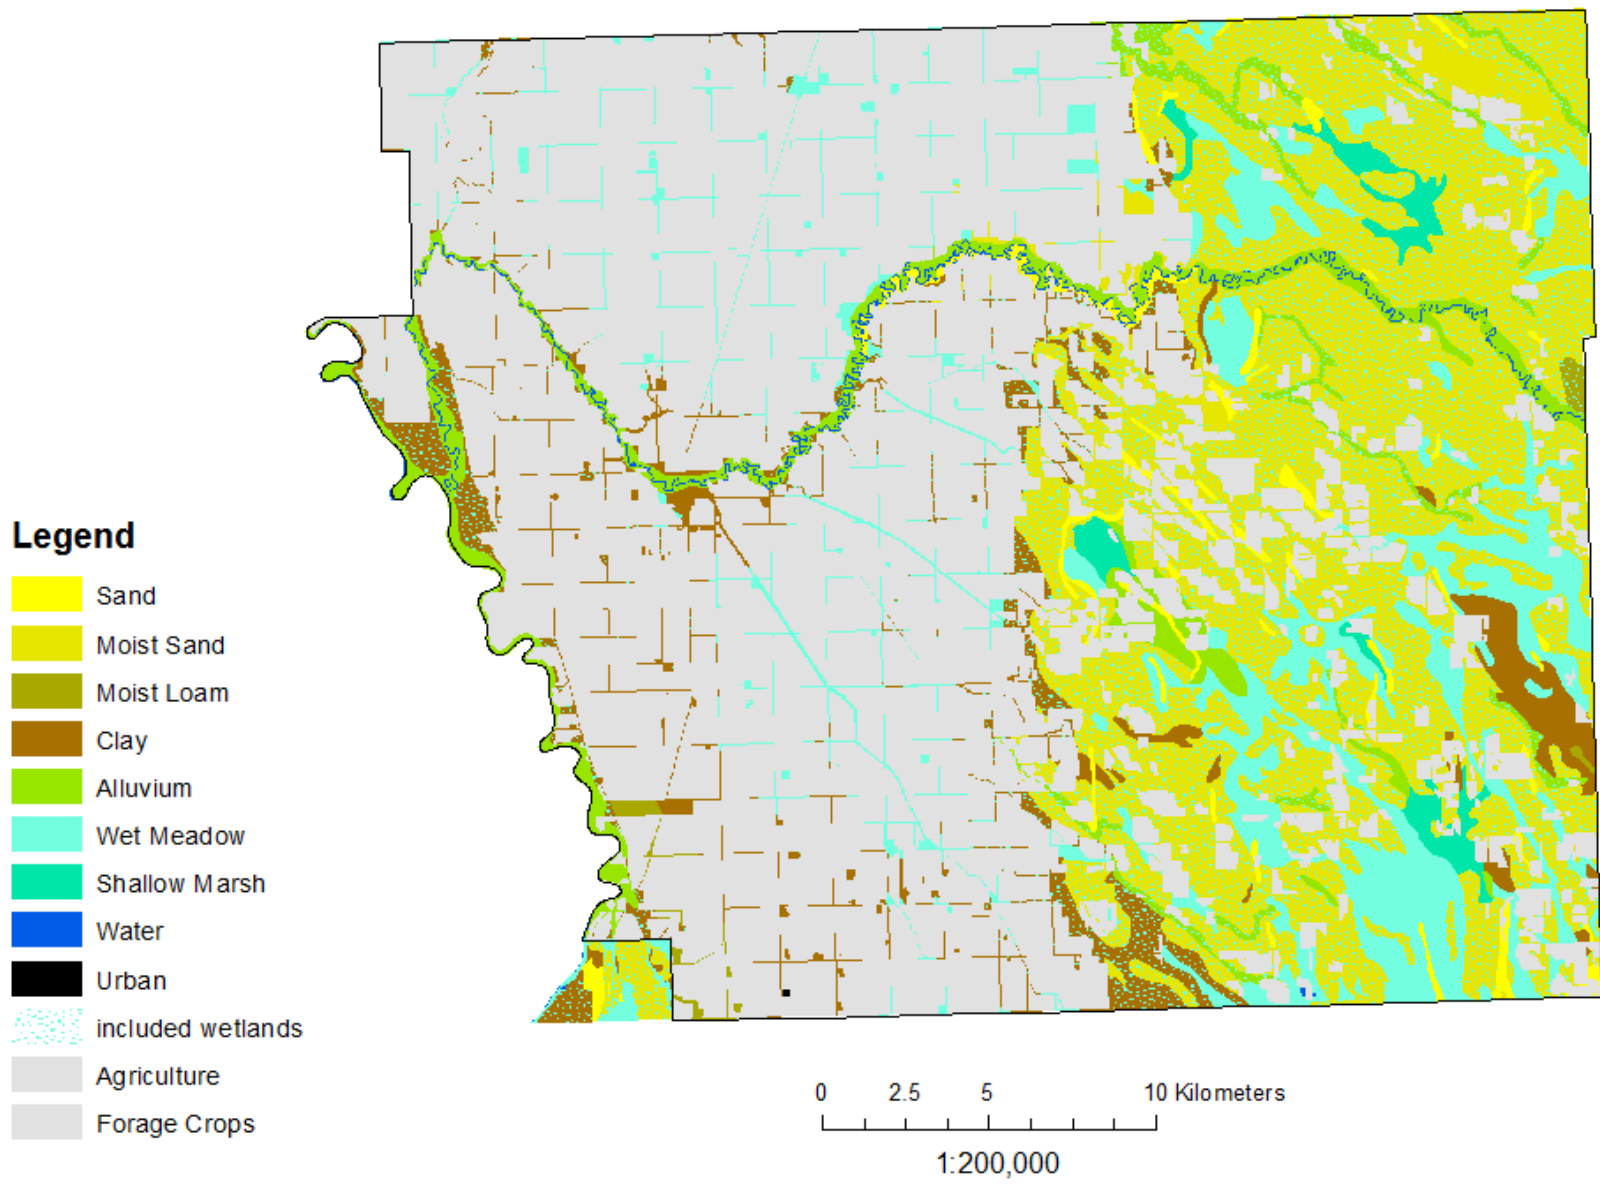 Legend
Sand
Moist Sand
Moist Loam
Clay
Alluvium
Wet Meadow
Shallow Marsh
Water
Urban
included wetlands
Agriculture
Forage Crops
0 2.5 5 10 Kilometers
1:200,000